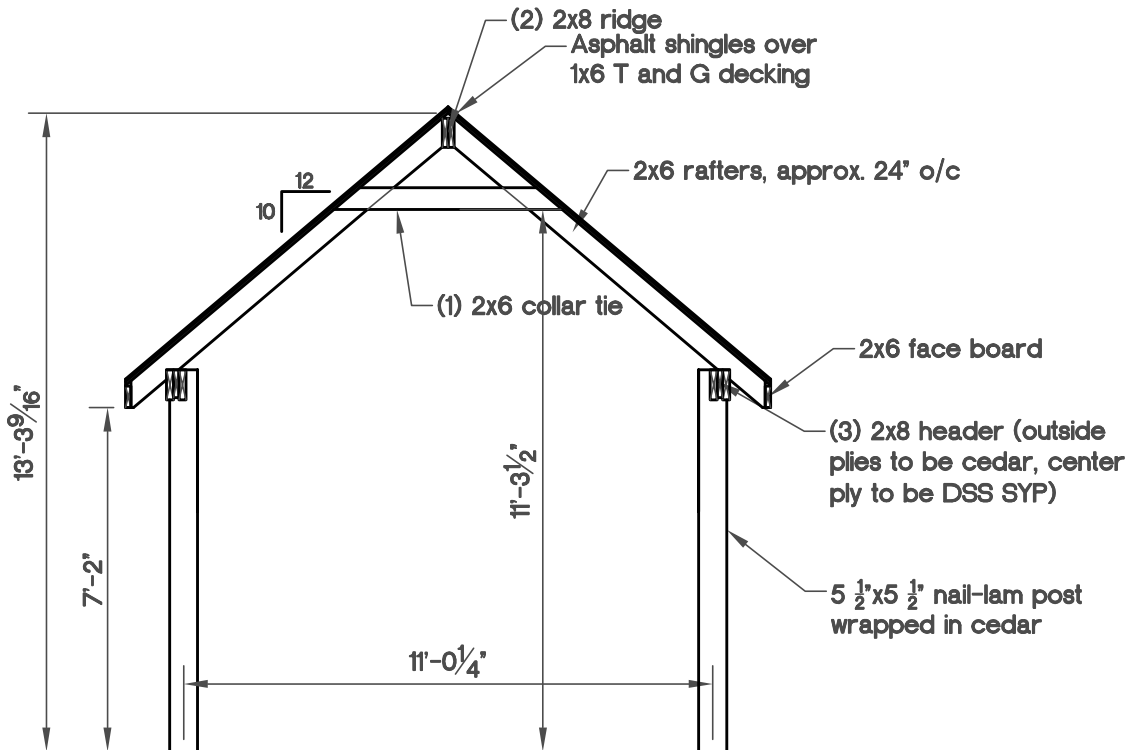 (2) 2x8 ridge
Asphalt shingles over
1x6 T and G decking
12
10
2x6 rafters, approx. 24" o/c
(1) 2x6 collar tie
2x6 face board
13'-3 9/16"
11'-3 1/2"
(3) 2x8 header (outside
plies to be cedar, center
ply to be DSS SYP)
7'-2"
5 1/2"x5 1/2" nail-lam post
wrapped in cedar
11'-0 1/4"